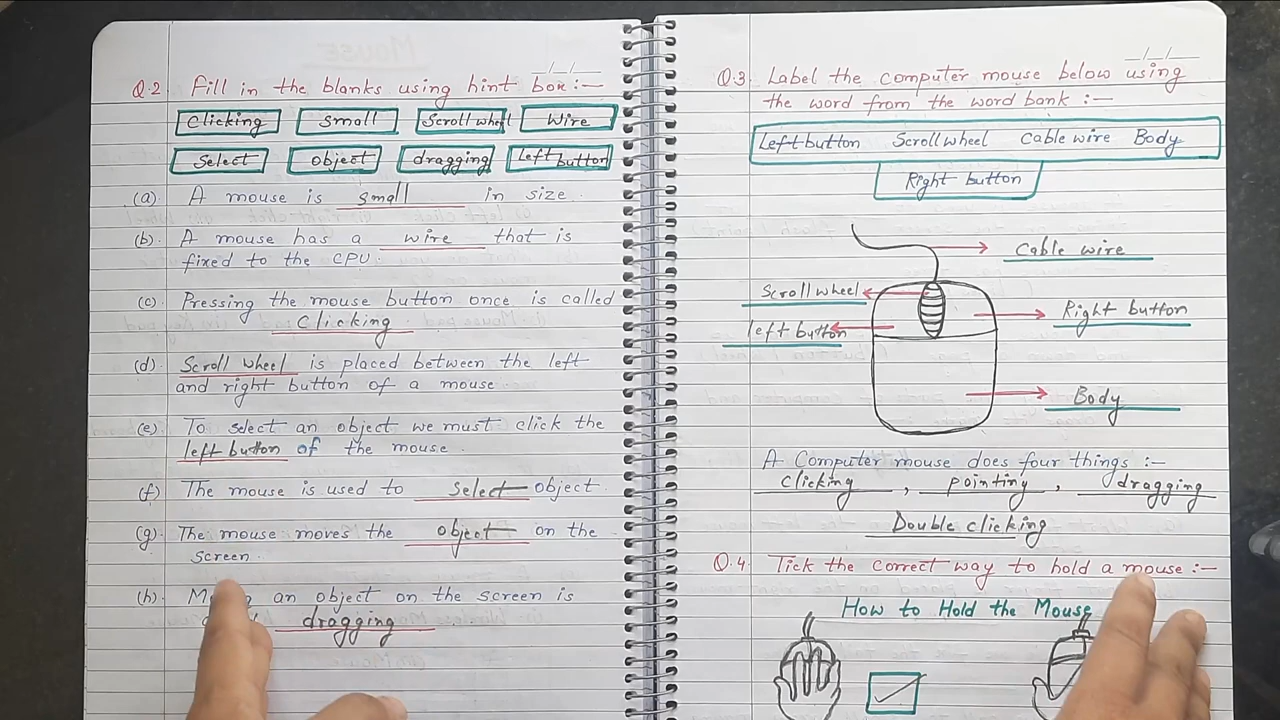 Q.2 Fill in the blanks using hint box :-
Clicking small Scroll wheel Wire
Select object dragging Left button
(a). A mouse is small in size.
(b). A mouse has a wire that is
fixed to the CPU.
(c). Pressing the mouse button once is called
Clicking
(d). Scroll wheel is placed between the left
and right button of a mouse.
(e). To select an object we must click the
left button of the mouse.
(f). The mouse is used to select object.
(g). The mouse moves the object on the
screen.
(h). an object on the screen is
dragging
Q.3 Label the computer mouse below using
the word from the word bank :-
Left button Scroll wheel Cable wire Body
Right button
Cable wire
Scroll wheel
Right button
left button
Body
A Computer mouse does four things :-
Clicking, pointing, dragging
Double clicking
Q.4 Tick the correct way to hold a mouse :-
How to Hold the Mouse